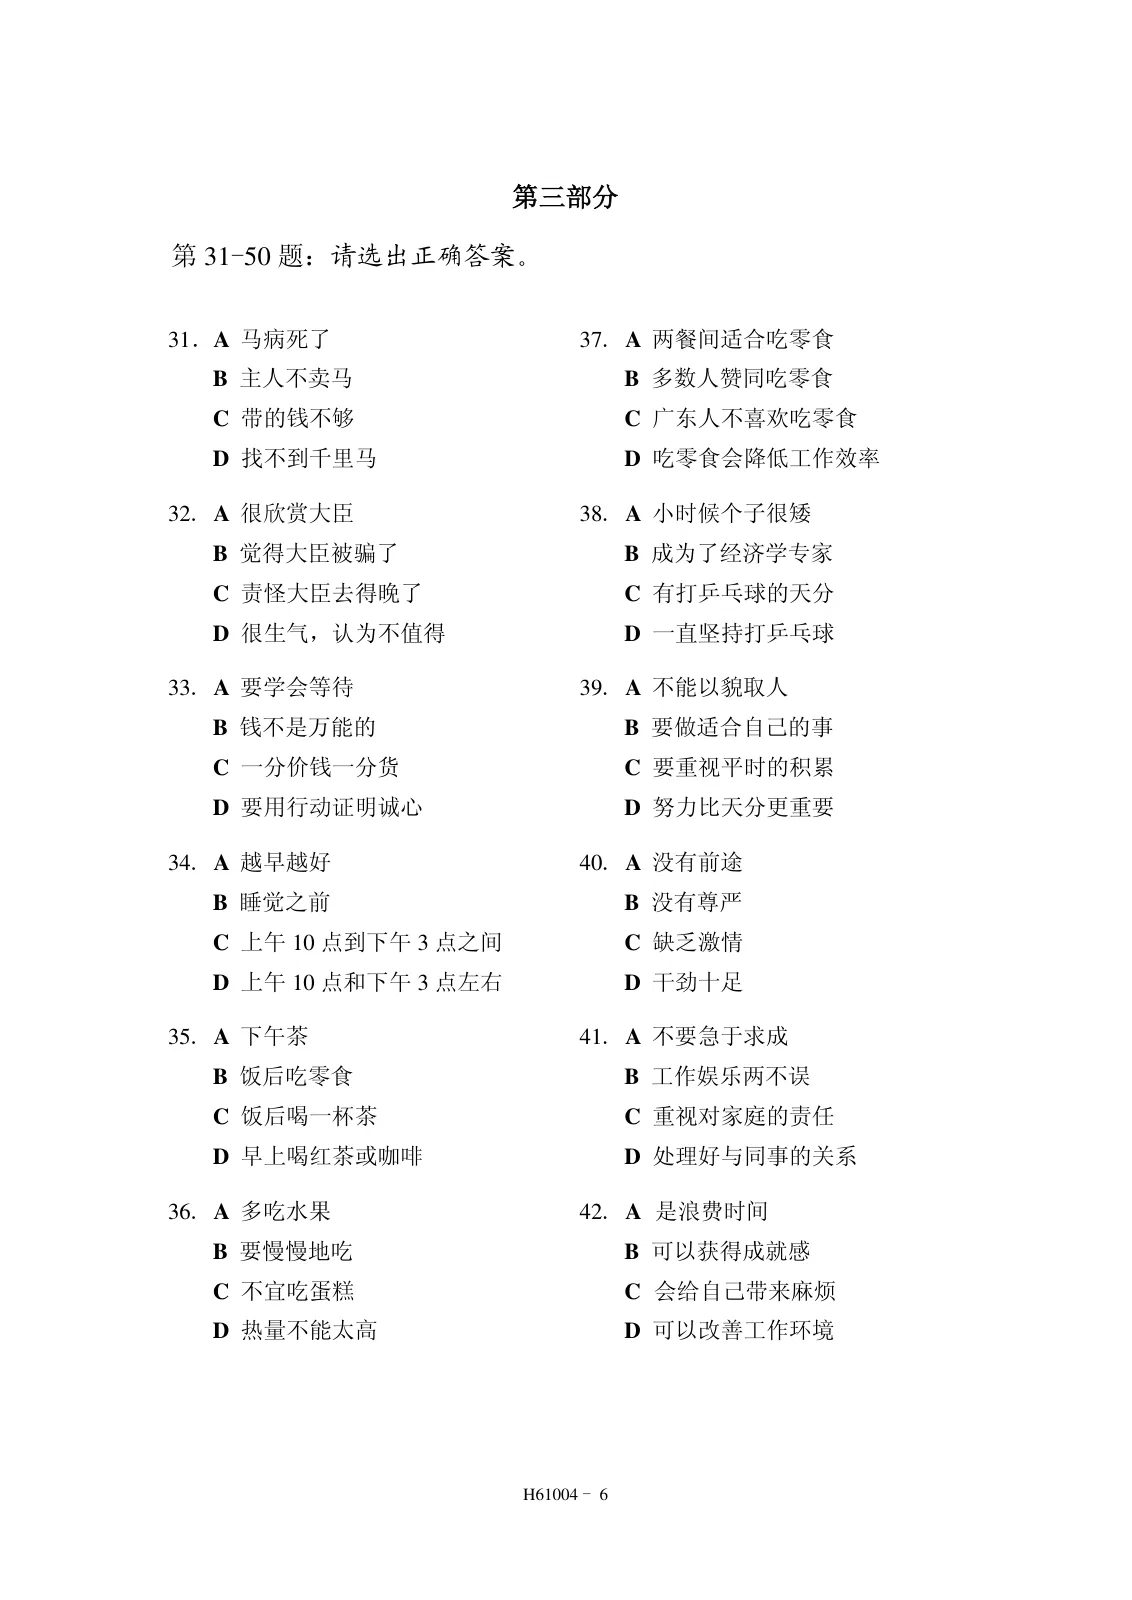 第三部分
第 31-50 题：请选出正确答案。
31. A 马病死了
B 主人不卖马
C 带的钱不够
D 找不到千里马
32. A 很欣赏大臣
B 觉得大臣被骗了
C 责怪大臣去得晚了
D 很生气，认为不值得
33. A 要学会等待
B 钱不是万能的
C 一分价钱一分货
D 要用行动证明诚心
34. A 越早越好
B 睡觉之前
C 上午 10 点到下午 3 点之间
D 上午 10 点和下午 3 点左右
35. A 下午茶
B 饭后吃零食
C 饭后喝一杯茶
D 早上喝红茶或咖啡
36. A 多吃水果
B 要慢慢地吃
C 不宜吃蛋糕
D 热量不能太高
37. A 两餐间适合吃零食
B 多数人赞同吃零食
C 广东人不喜欢吃零食
D 吃零食会降低工作效率
38. A 小时候个子很矮
B 成为了经济学专家
C 有打乒乓球的天分
D 一直坚持打乒乓球
39. A 不能以貌取人
B 要做适合自己的事
C 要重视平时的积累
D 努力比天分更重要
40. A 没有前途
B 没有尊严
C 缺乏激情
D 干劲十足
41. A 不要急于求成
B 工作娱乐两不误
C 重视对家庭的责任
D 处理好与同事的关系
42. A 是浪费时间
B 可以获得成就感
C 会给自己带来麻烦
D 可以改善工作环境
H61004 - 6